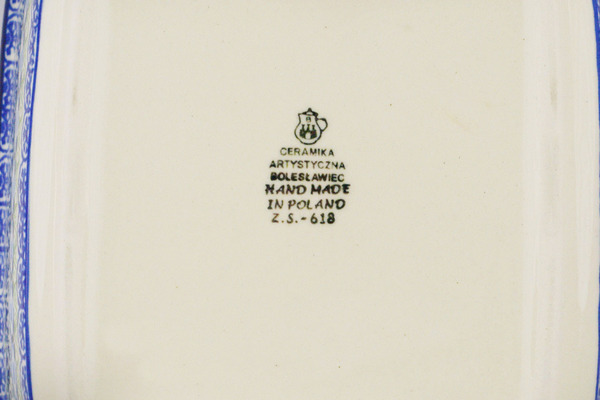 CERAMIKA
ARTYSTYCZNA
BOLESŁAWIEC
HAND MADE
IN POLAND
Z.S.-618